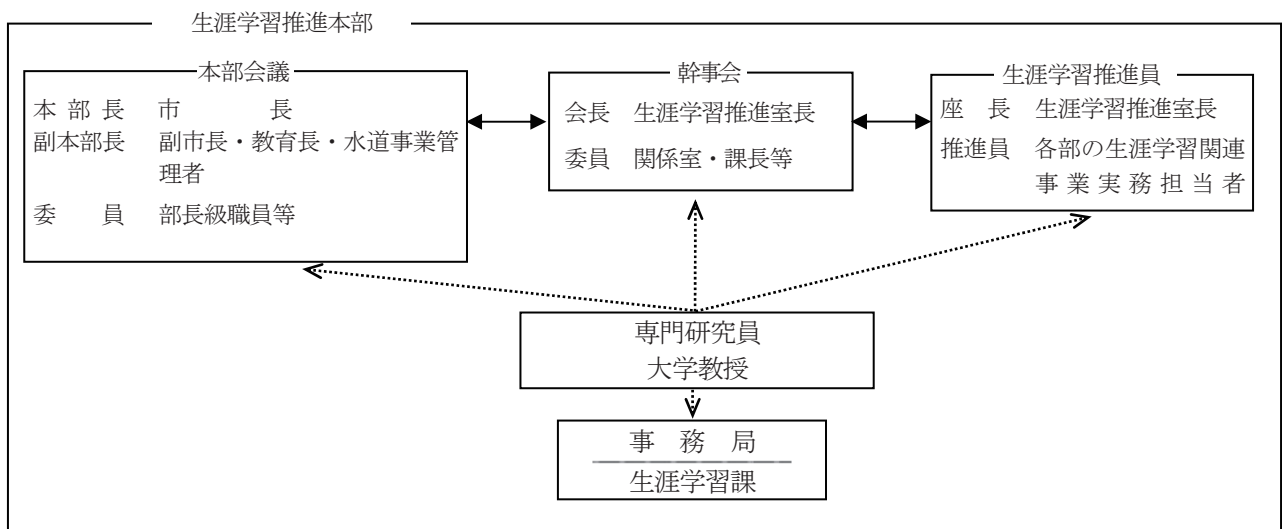 生涯学習推進本部
本部会議
本 部 長 市 長
副本部長 副市長・教育長・水道事業管
理者
委 員 部長級職員等
幹事会
会長 生涯学習推進室長
委員 関係室・課長等
生涯学習推進員
座 長 生涯学習推進室長
推進員 各部の生涯学習関連
事業実務担当者
専門研究員
大学教授
事 務 局
生涯学習課